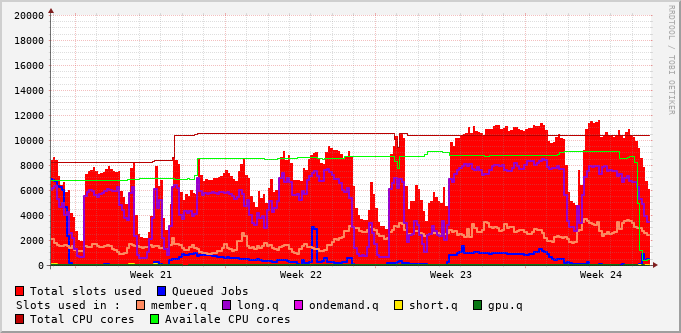 20000
18000
16000
14000
12000
10000
8000
6000
4000
2000
0
Week 21 Week 22 Week 23 Week 24
RRDTOOL / TOBI OETIKER
Total slots used Queued Jobs
Slots used in : member.q long.q ondemand.q short.q gpu.q
Total CPU cores Availale CPU cores